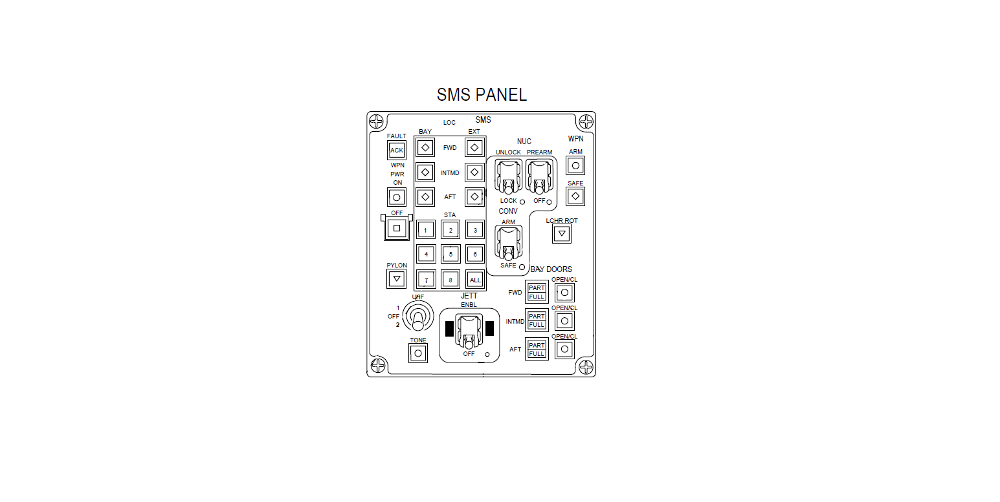 SMS PANEL
SMS
LOC
BAY
EXT
FAULT
ACK
FWD
NUC
WPN
UNLOCK
PREARM
ARM
WPN
PWR
ON
INTMD
SAFE
AFT
LOCK
OFF
OFF
STA
CONV
ARM
LCHR ROT
1
2
3
4
5
6
SAFE
PYLON
BAY DOORS
7
8
ALL
OPEN/CL
PART
FULL
FWD
UHF
JETT
ENBL
1
OFF
2
OPEN/CL
INTMD
PART
FULL
TONE
OFF
OPEN/CL
AFT
PART
FULL